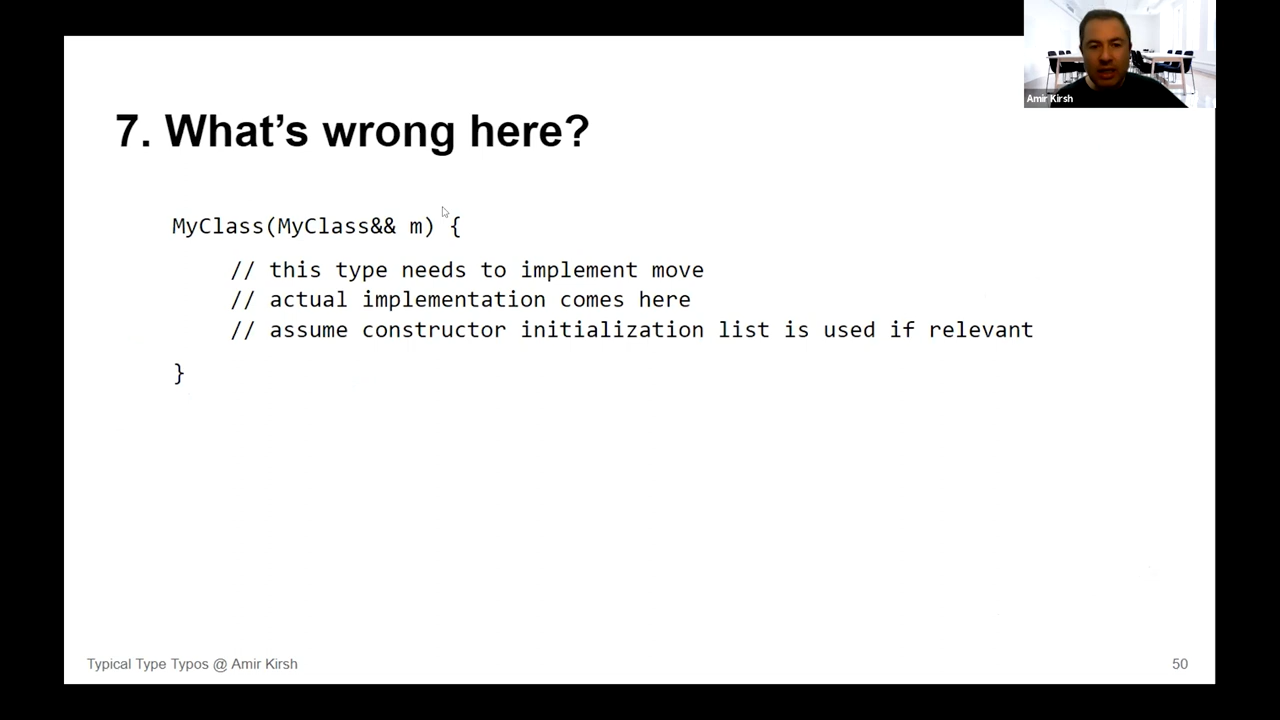 Amir Kirsh
7. What's wrong here?
MyClass(MyClass&& m) {
// this type needs to implement move
// actual implementation comes here
// assume constructor initialization list is used if relevant
}
Typical Type Typos @ Amir Kirsh
50